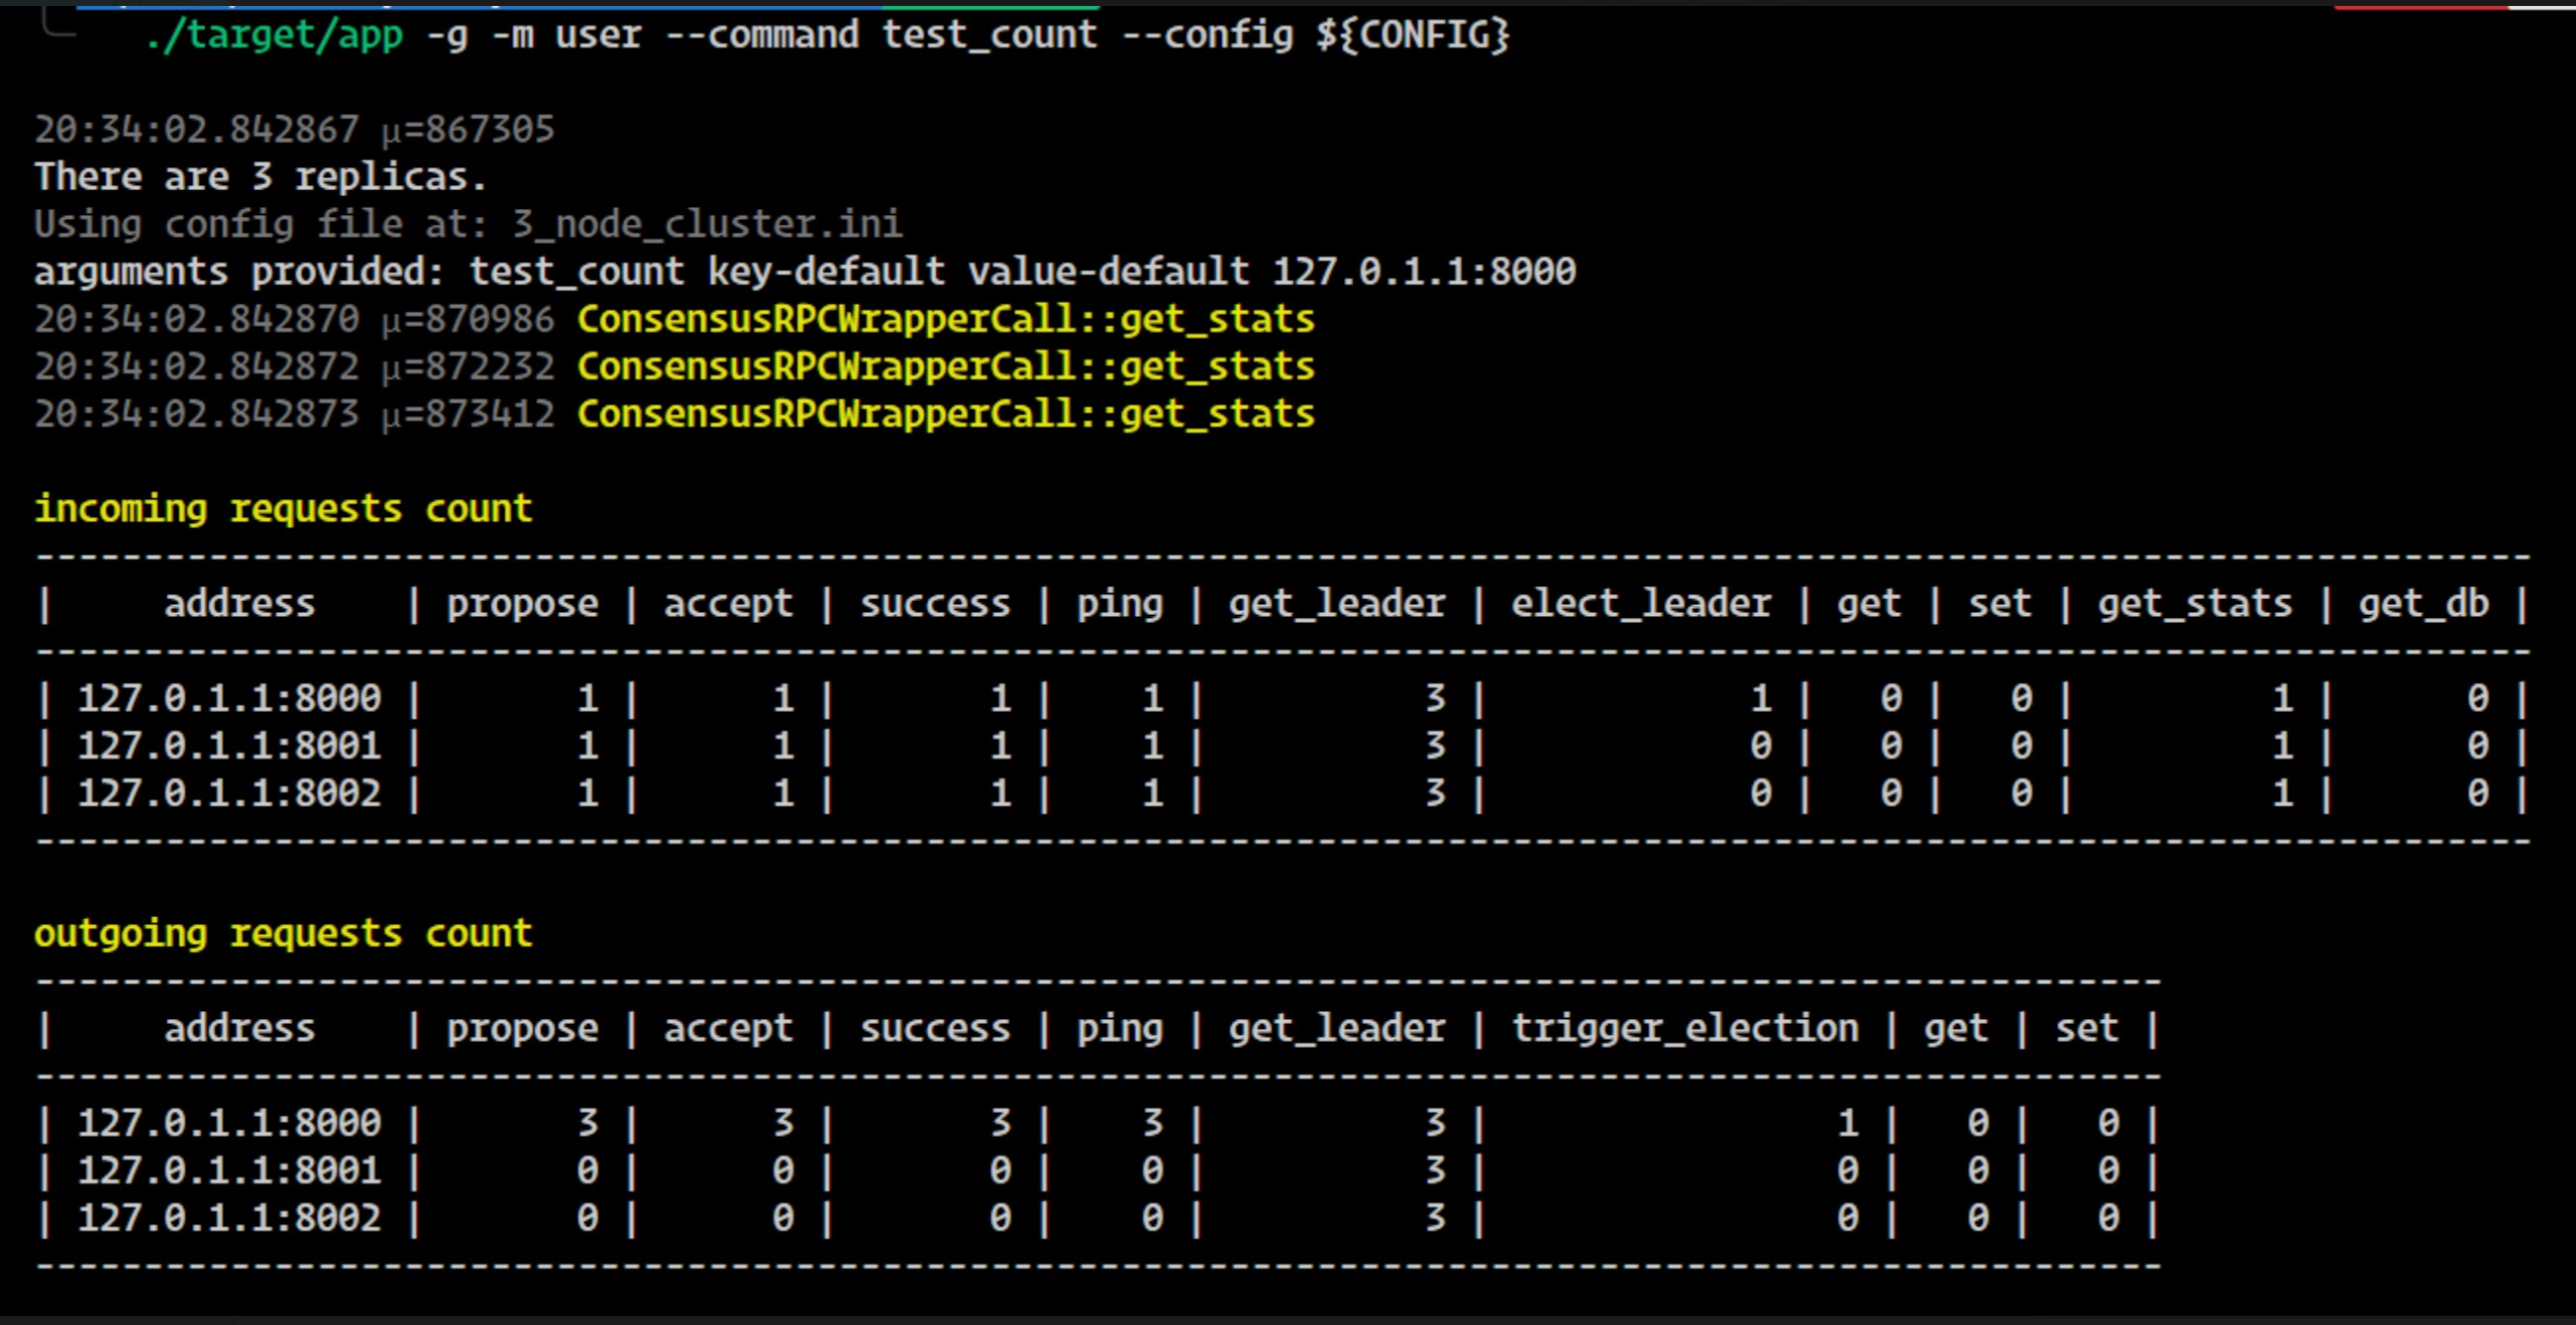 ./target/app -g -m user --command test_count --config ${CONFIG}
20:34:02.842867 μ=867305
There are 3 replicas.
Using config file at: 3_node_cluster.ini
arguments provided: test_count key-default value-default 127.0.1.1:8000
20:34:02.842870 μ=870986 ConsensusRPCWrapperCall::get_stats
20:34:02.842872 μ=872232 ConsensusRPCWrapperCall::get_stats
20:34:02.842873 μ=873412 ConsensusRPCWrapperCall::get_stats
incoming requests count
-------------------------------------------------------------------------------------------------------------------
|     address    | propose | accept | success | ping | get_leader | elect_leader | get | set | get_stats | get_db |
-------------------------------------------------------------------------------------------------------------------
| 127.0.1.1:8000 |       1 |      1 |       1 |    1 |          3 |            1 |   0 |   0 |         1 |      0 |
| 127.0.1.1:8001 |       1 |      1 |       1 |    1 |          3 |            0 |   0 |   0 |         1 |      0 |
| 127.0.1.1:8002 |       1 |      1 |       1 |    1 |          3 |            0 |   0 |   0 |         1 |      0 |
-------------------------------------------------------------------------------------------------------------------
outgoing requests count
--------------------------------------------------------------------------------------------------
|     address    | propose | accept | success | ping | get_leader | trigger_election | get | set |
--------------------------------------------------------------------------------------------------
| 127.0.1.1:8000 |       3 |      3 |       3 |    3 |          3 |                1 |   0 |   0 |
| 127.0.1.1:8001 |       0 |      0 |       0 |    0 |          3 |                0 |   0 |   0 |
| 127.0.1.1:8002 |       0 |      0 |       0 |    0 |          3 |                0 |   0 |   0 |
--------------------------------------------------------------------------------------------------